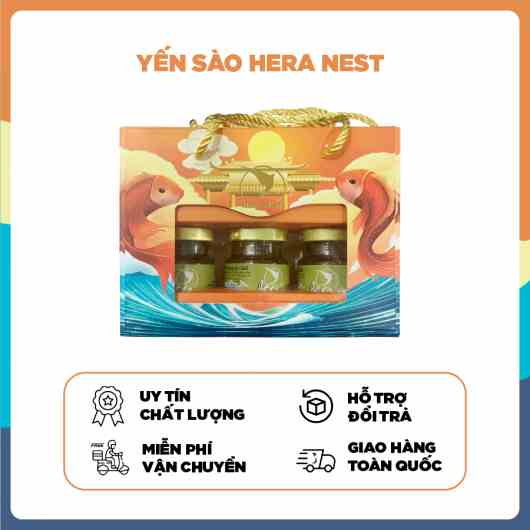 YẾN SÀO HERA NEST
UY TÍN
CHẤT LƯỢNG
HỖ TRỢ
ĐỔI TRẢ
FREE
MIỄN PHÍ
VẬN CHUYỂN
GIAO HÀNG
TOÀN QUỐC